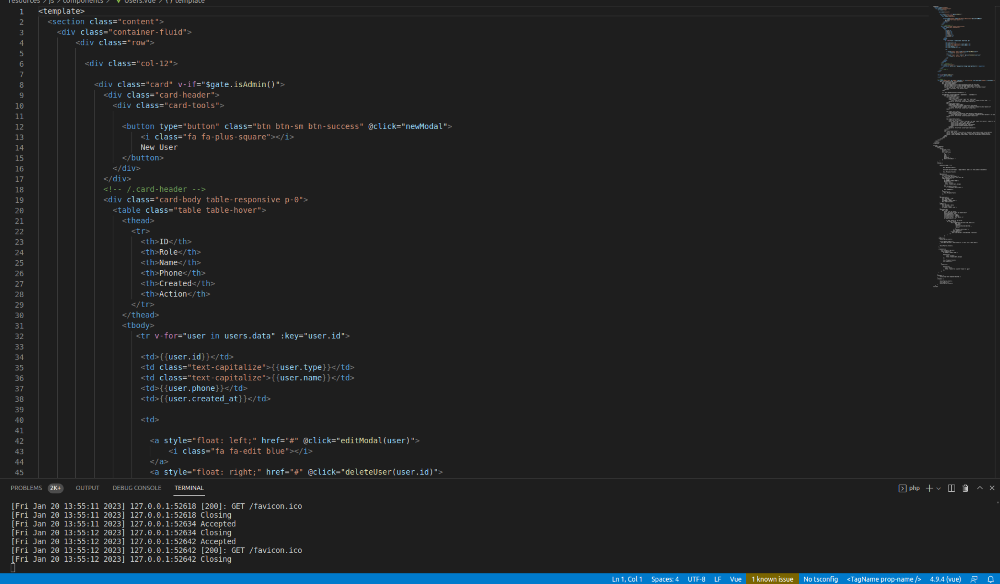 resources > js > components > Users.vue > {} template
1 <template>
2 <section class="content">
3 <div class="container-fluid">
4 <div class="row">
5
6 <div class="col-12">
7
8 <div class="card" v-if="$gate.isAdmin()">
9 <div class="card-header">
10 <div class="card-tools">
11
12 <button type="button" class="btn btn-sm btn-success" @click="newModal">
13 <i class="fa fa-plus-square"></i>
14 New User
15 </button>
16 </div>
17 </div>
18 <!-- /.card-header -->
19 <div class="card-body table-responsive p-0">
20 <table class="table table-hover">
21 <thead>
22 <tr>
23 <th>ID</th>
24 <th>Role</th>
25 <th>Name</th>
26 <th>Phone</th>
27 <th>Created</th>
28 <th>Action</th>
29 </tr>
30 </thead>
31 <tbody>
32 <tr v-for="user in users.data" :key="user.id">
33
34 <td>{{user.id}}</td>
35 <td class="text-capitalize">{{user.type}}</td>
36 <td class="text-capitalize">{{user.name}}</td>
37 <td>{{user.phone}}</td>
38 <td>{{user.created_at}}</td>
39
40 <td>
41
42 <a style="float: left;" href="#" @click="editModal(user)">
43 <i class="fa fa-edit blue"></i>
44 </a>
45 <a style="float: right;" href="#" @click="deleteUser(user.id)">
PROBLEMS 2K+ OUTPUT DEBUG CONSOLE TERMINAL php
[Fri Jan 20 13:55:11 2023] 127.0.0.1:52618 [200]: GET /favicon.ico
[Fri Jan 20 13:55:11 2023] 127.0.0.1:52618 Closing
[Fri Jan 20 13:55:11 2023] 127.0.0.1:52634 Accepted
[Fri Jan 20 13:55:12 2023] 127.0.0.1:52634 Closing
[Fri Jan 20 13:55:12 2023] 127.0.0.1:52642 Accepted
[Fri Jan 20 13:55:12 2023] 127.0.0.1:52642 [200]: GET /favicon.ico
[Fri Jan 20 13:55:12 2023] 127.0.0.1:52642 Closing
Ln 1, Col 1 Spaces: 4 UTF-8 LF Vue 1 known issue No tsconfig <TagName prop-name /> 4.9.4 (vue)